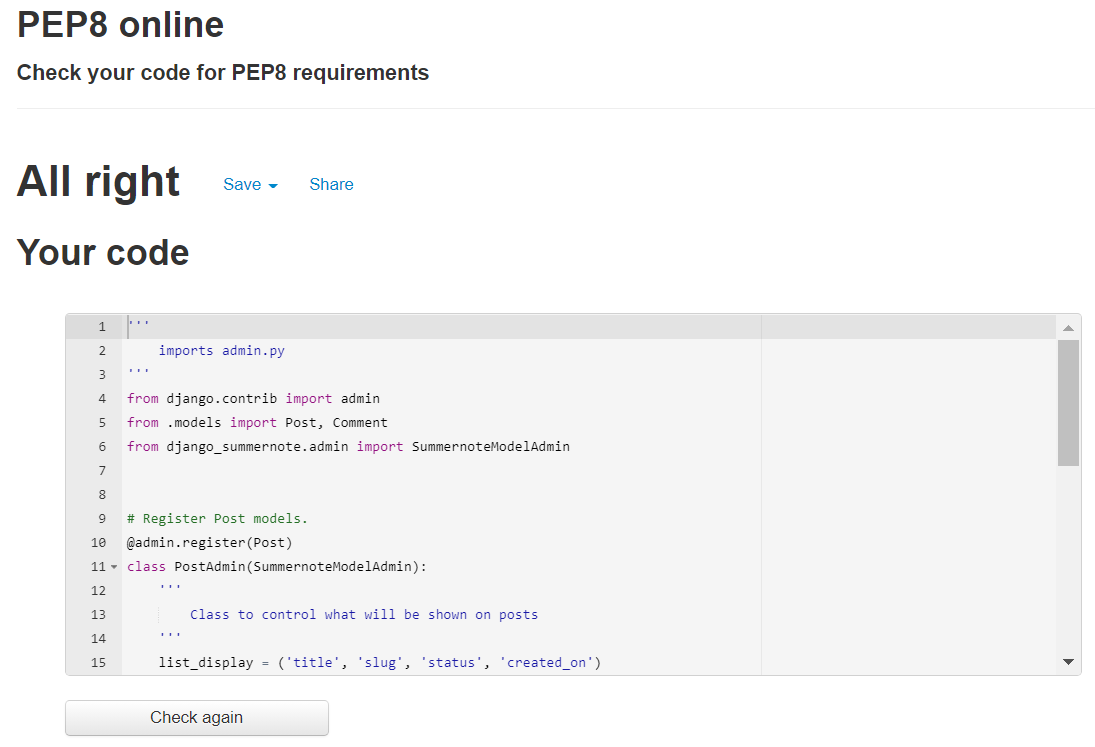 PEP8 online
Check your code for PEP8 requirements
All right Save Share
Your code
1 '''
2     imports admin.py
3 '''
4 from django.contrib import admin
5 from .models import Post, Comment
6 from django_summernote.admin import SummernoteModelAdmin
7
8
9 # Register Post models.
10 @admin.register(Post)
11 class PostAdmin(SummernoteModelAdmin):
12     '''
13         Class to control what will be shown on posts
14     '''
15     list_display = ('title', 'slug', 'status', 'created_on')
Check again